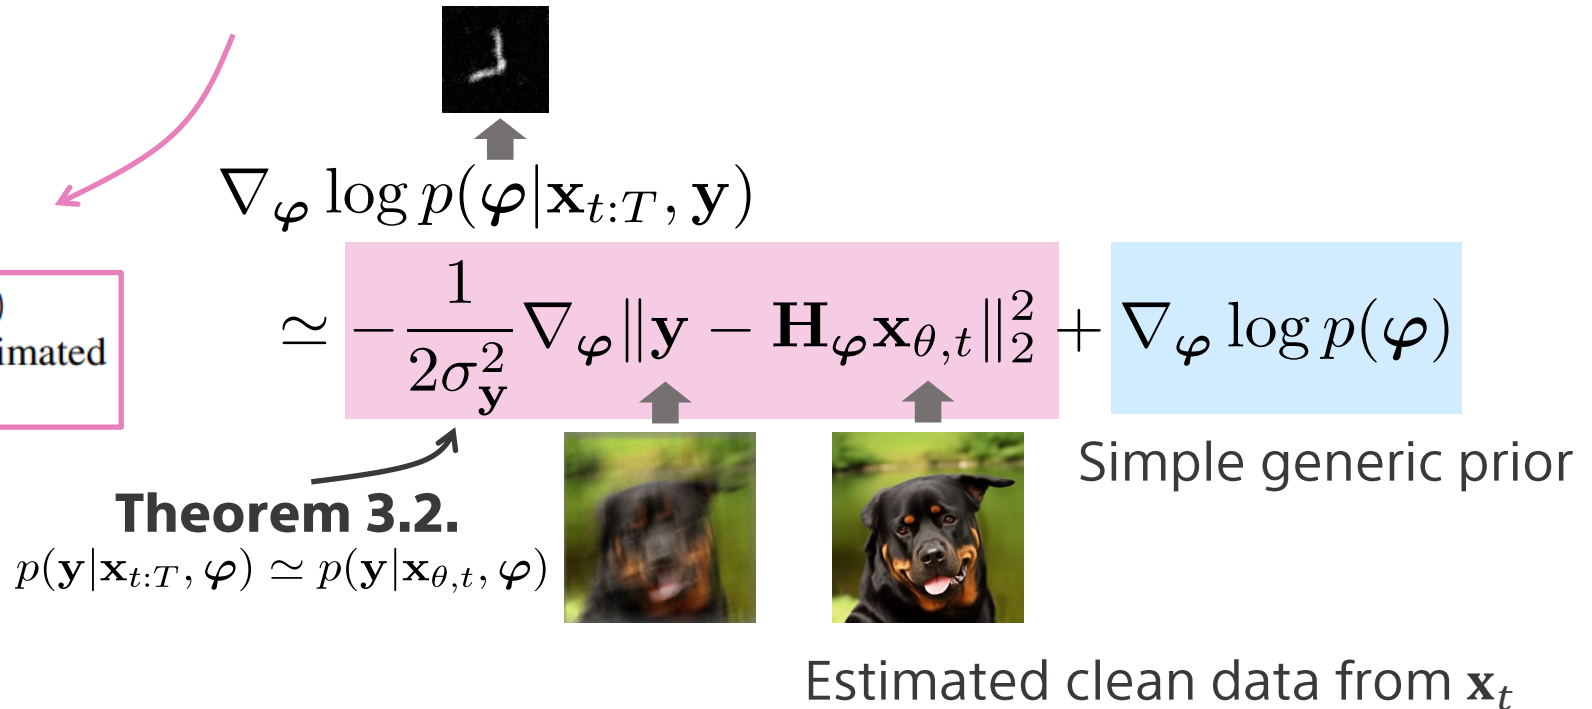 ∇_φ log p(φ|x_{t:T}, y)
≃ −\frac{1}{2σ_y^2} ∇_φ‖y − H_φ x_{θ,t}‖_2^2 + ∇_φ log p(φ)
)
imated
Simple generic prior
Theorem 3.2.
p(y|x_{t:T}, φ) ≃ p(y|x_{θ,t}, φ)
Estimated clean data from x_t